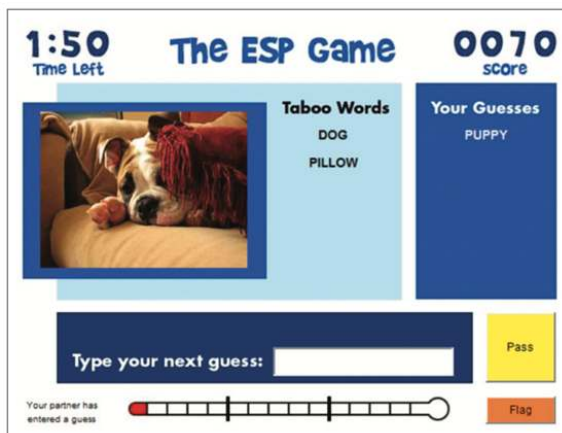 1:50
Time Left
The ESP Game
0070
score
Taboo Words
DOG
PILLOW
Your Guesses
PUPPY
Type your next guess:
Pass
Your partner has
entered a guess
Flag